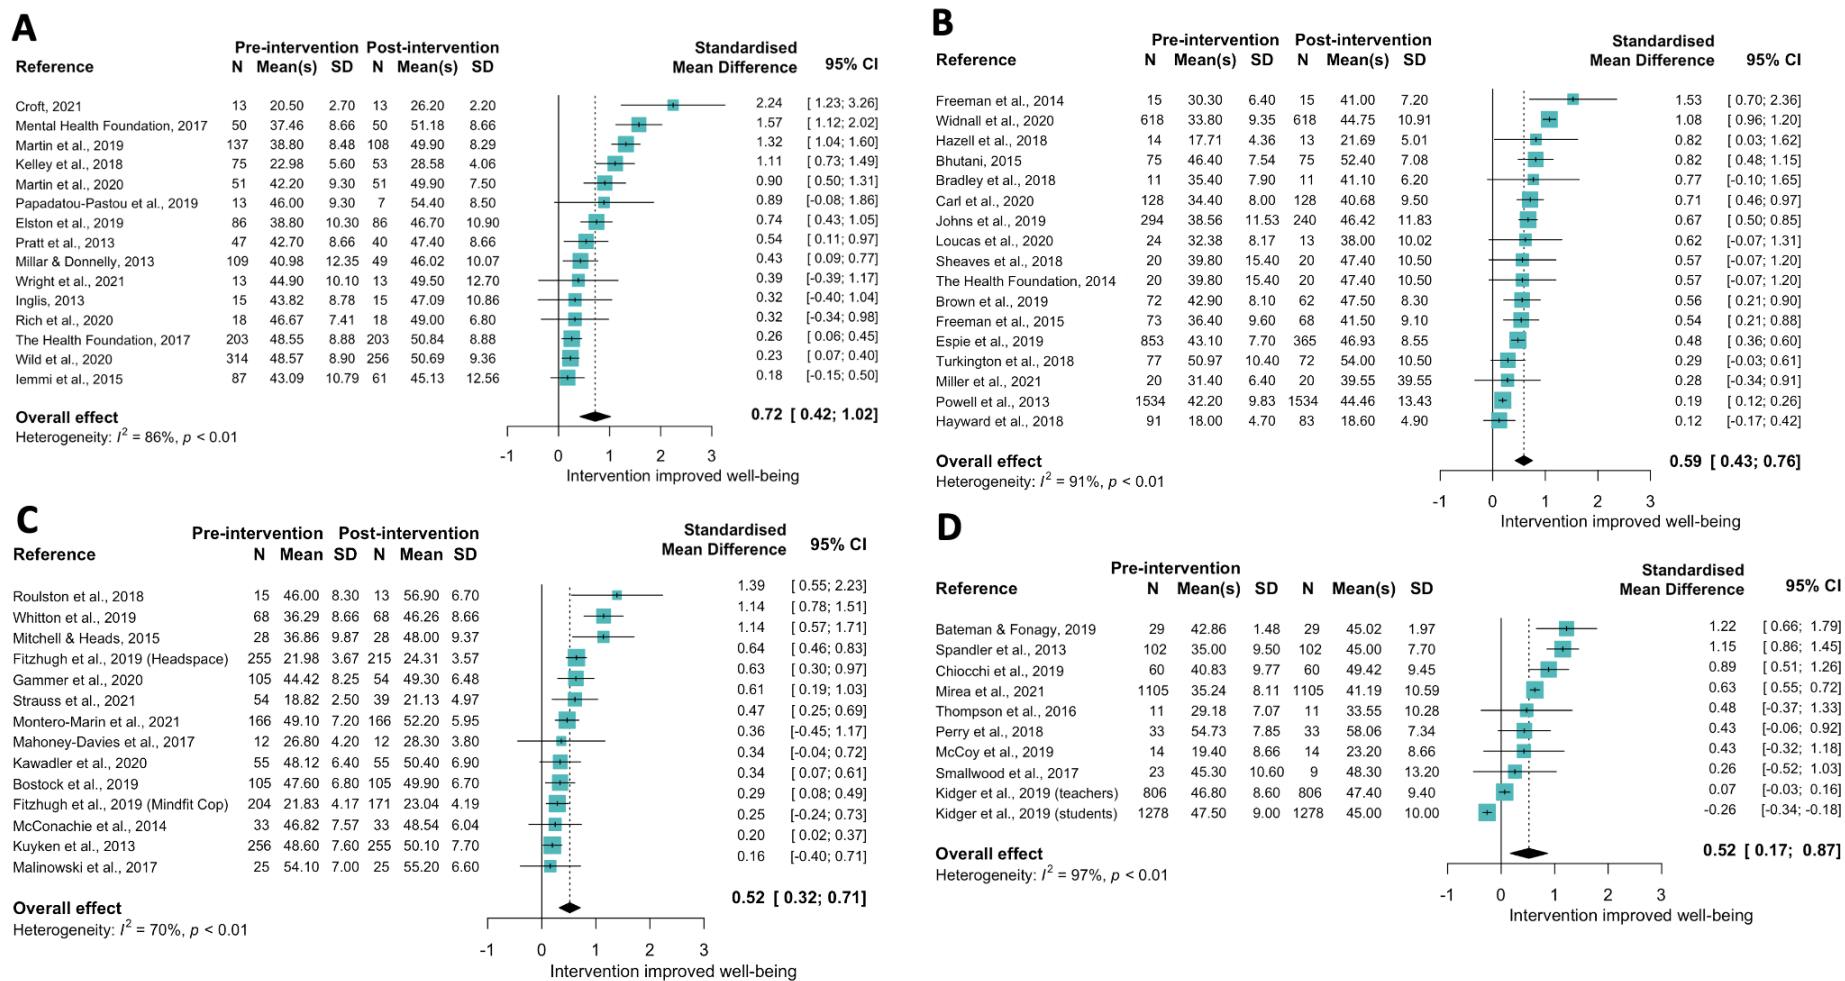 A
Pre-intervention Post-intervention Standardised
Reference N Mean(s) SD N Mean(s) SD Mean Difference 95% CI
Croft, 2021 13 20.50 2.70 13 26.20 2.20 2.24 [ 1.23; 3.26]
Mental Health Foundation, 2017 50 37.46 8.66 50 51.18 8.66 1.57 [ 1.12; 2.02]
Martin et al., 2019 137 38.80 8.48 108 49.90 8.29 1.32 [ 1.04; 1.60]
Kelley et al., 2018 75 22.98 5.60 53 28.58 4.06 1.11 [ 0.73; 1.49]
Martin et al., 2020 51 42.20 9.30 51 49.90 7.50 0.90 [ 0.50; 1.31]
Papadatou-Pastou et al., 2019 13 46.00 9.30 7 54.40 8.50 0.89 [-0.08; 1.86]
Elston et al., 2019 86 38.80 10.30 86 46.70 10.90 0.74 [ 0.43; 1.05]
Pratt et al., 2013 47 42.70 8.66 40 47.40 8.66 0.54 [ 0.11; 0.97]
Millar & Donnelly, 2013 109 40.98 12.35 49 46.02 10.07 0.43 [ 0.09; 0.77]
Wright et al., 2021 13 44.90 10.10 13 49.50 12.70 0.39 [-0.39; 1.17]
Inglis, 2013 15 43.82 8.78 15 47.09 10.86 0.32 [-0.40; 1.04]
Rich et al., 2020 18 46.67 7.41 18 49.00 6.80 0.32 [-0.34; 0.98]
The Health Foundation, 2017 203 48.55 8.88 203 50.84 8.88 0.26 [ 0.06; 0.45]
Wild et al., 2020 314 48.57 8.90 256 50.69 9.36 0.23 [ 0.07; 0.40]
Iemmi et al., 2015 87 43.09 10.79 61 45.13 12.56 0.18 [-0.15; 0.50]
Overall effect 0.72 [ 0.42; 1.02]
Heterogeneity: I² = 86%, p < 0.01
-1 0 1 2 3
Intervention improved well-being
B
Pre-intervention Post-intervention Standardised
Reference N Mean(s) SD N Mean(s) SD Mean Difference 95% CI
Freeman et al., 2014 15 30.30 6.40 15 41.00 7.20 1.53 [ 0.70; 2.36]
Widnall et al., 2020 618 33.80 9.35 618 44.75 10.91 1.08 [ 0.96; 1.20]
Hazell et al., 2018 14 17.71 4.36 13 21.69 5.01 0.82 [ 0.03; 1.62]
Bhutani, 2015 75 46.40 7.54 75 52.40 7.08 0.82 [ 0.48; 1.15]
Bradley et al., 2018 11 35.40 7.90 11 41.10 6.20 0.77 [-0.10; 1.65]
Carl et al., 2020 128 34.40 8.00 128 40.68 9.50 0.71 [ 0.46; 0.97]
Johns et al., 2019 294 38.56 11.53 240 46.42 11.83 0.67 [ 0.50; 0.85]
Loucas et al., 2020 24 32.38 8.17 13 38.00 10.02 0.62 [-0.07; 1.31]
Sheaves et al., 2018 20 39.80 15.40 20 47.40 10.50 0.57 [-0.07; 1.20]
The Health Foundation, 2014 20 39.80 15.40 20 47.40 10.50 0.57 [-0.07; 1.20]
Brown et al., 2019 72 42.90 8.10 62 47.50 8.30 0.56 [ 0.21; 0.90]
Freeman et al., 2015 73 36.40 9.60 68 41.50 9.10 0.54 [ 0.21; 0.88]
Espie et al., 2019 853 43.10 7.70 365 46.93 8.55 0.48 [ 0.36; 0.60]
Turkington et al., 2018 77 50.97 10.40 72 54.00 10.50 0.29 [-0.03; 0.61]
Miller et al., 2021 20 31.40 6.40 20 39.55 39.55 0.28 [-0.34; 0.91]
Powell et al., 2013 1534 42.20 9.83 1534 44.46 13.43 0.19 [ 0.12; 0.26]
Hayward et al., 2018 91 18.00 4.70 83 18.60 4.90 0.12 [-0.17; 0.42]
Overall effect 0.59 [ 0.43; 0.76]
Heterogeneity: I² = 91%, p < 0.01
-1 0 1 2 3
Intervention improved well-being
C
Pre-intervention Post-intervention Standardised
Reference N Mean SD N Mean SD Mean Difference 95% CI
Roulston et al., 2018 15 46.00 8.30 13 56.90 6.70 1.39 [ 0.55; 2.23]
Whitton et al., 2019 68 36.29 8.66 68 46.26 8.66 1.14 [ 0.78; 1.51]
Mitchell & Heads, 2015 28 36.86 9.87 28 48.00 9.37 1.14 [ 0.57; 1.71]
Fitzhugh et al., 2019 (Headspace) 255 21.98 3.67 215 24.31 3.57 0.64 [ 0.46; 0.83]
Gammer et al., 2020 105 44.42 8.25 54 49.30 6.48 0.63 [ 0.30; 0.97]
Strauss et al., 2021 54 18.82 2.50 39 21.13 4.97 0.61 [ 0.19; 1.03]
Montero-Marin et al., 2021 166 49.10 7.20 166 52.20 5.95 0.47 [ 0.25; 0.69]
Mahoney-Davies et al., 2017 12 26.80 4.20 12 28.30 3.80 0.36 [-0.45; 1.17]
Kawadler et al., 2020 55 48.12 6.40 55 50.40 6.90 0.34 [-0.04; 0.72]
Bostock et al., 2019 105 47.60 6.80 105 49.90 6.70 0.34 [ 0.07; 0.61]
Fitzhugh et al., 2019 (Mindfit Cop) 204 21.83 4.17 171 23.04 4.19 0.29 [ 0.08; 0.49]
McConachie et al., 2014 33 46.82 7.57 33 48.54 6.04 0.25 [-0.24; 0.73]
Kuyken et al., 2013 256 48.60 7.60 255 50.10 7.70 0.20 [ 0.02; 0.37]
Malinowski et al., 2017 25 54.10 7.00 25 55.20 6.60 0.16 [-0.40; 0.71]
Overall effect 0.52 [ 0.32; 0.71]
Heterogeneity: I² = 70%, p < 0.01
-1 0 1 2 3
Intervention improved well-being
D
Pre-intervention Standardised
Reference N Mean(s) SD N Mean(s) SD Mean Difference 95% CI
Bateman & Fonagy, 2019 29 42.86 1.48 29 45.02 1.97 1.22 [ 0.66; 1.79]
Spandler et al., 2013 102 35.00 9.50 102 45.00 7.70 1.15 [ 0.86; 1.45]
Chiocchi et al., 2019 60 40.83 9.77 60 49.42 9.45 0.89 [ 0.51; 1.26]
Mirea et al., 2021 1105 35.24 8.11 1105 41.19 10.59 0.63 [ 0.55; 0.72]
Thompson et al., 2016 11 29.18 7.07 11 33.55 10.28 0.48 [-0.37; 1.33]
Perry et al., 2018 33 54.73 7.85 33 58.06 7.34 0.43 [-0.06; 0.92]
McCoy et al., 2019 14 19.40 8.66 14 23.20 8.66 0.43 [-0.32; 1.18]
Smallwood et al., 2017 23 45.30 10.60 9 48.30 13.20 0.26 [-0.52; 1.03]
Kidger et al., 2019 (teachers) 806 46.80 8.60 806 47.40 9.40 0.07 [-0.03; 0.16]
Kidger et al., 2019 (students) 1278 47.50 9.00 1278 45.00 10.00 -0.26 [-0.34; -0.18]
Overall effect 0.52 [ 0.17; 0.87]
Heterogeneity: I² = 97%, p < 0.01
-1 0 1 2 3
Intervention improved well-being